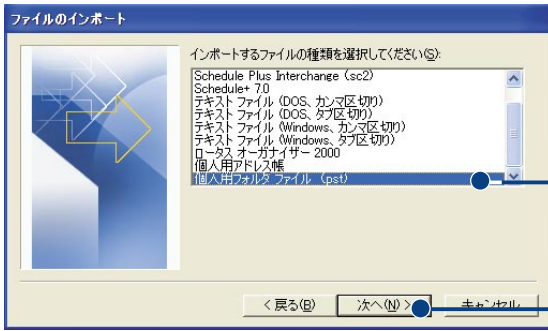 ファイルのインポート
インポートするファイルの種類を選択してください(S):
Schedule Plus Interchange (sc2)
Schedule+ 7.0
テキスト ファイル (DOS、カンマ区切り)
テキスト ファイル (DOS、タブ区切り)
テキスト ファイル (Windows、カンマ区切り)
テキスト ファイル (Windows、タブ区切り)
ロータス オーガナイザー 2000
個人用アドレス帳
個人用フォルダ ファイル (pst)
< 戻る(B) 次へ(N) > キャンセル